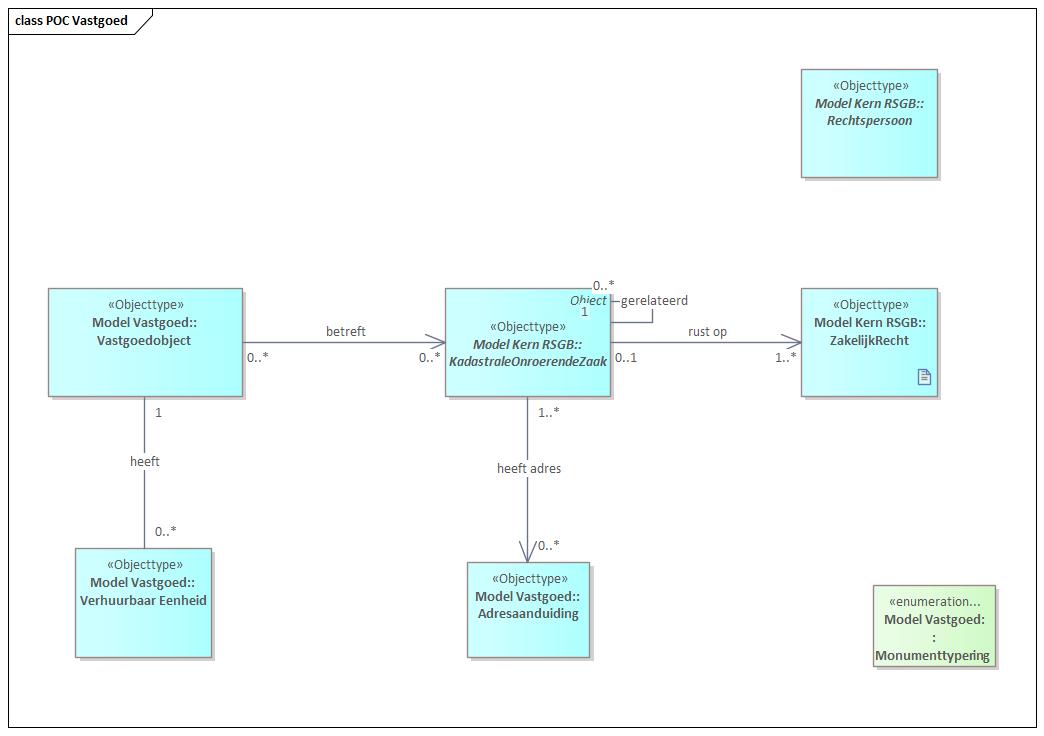 class POC Vastgoed
«Objecttype»
Model Kern RSGB::
Rechtspersoon
«Objecttype»
Model Vastgoed::
Vastgoedobject
betreft
0..*
0..*
0..*
Object
1
gerelateerd
«Objecttype»
Model Kern RSGB::
KadastraleOnroerendeZaak
rust op
0..1
1..*
«Objecttype»
Model Kern RSGB::
ZakelijkRecht
1
heeft
0..*
1..*
heeft adres
0..*
«Objecttype»
Model Vastgoed::
Verhuurbaar Eenheid
«Objecttype»
Model Vastgoed::
Adresaanduiding
«enumeration...
Model Vastgoed:
:
Monumenttypering